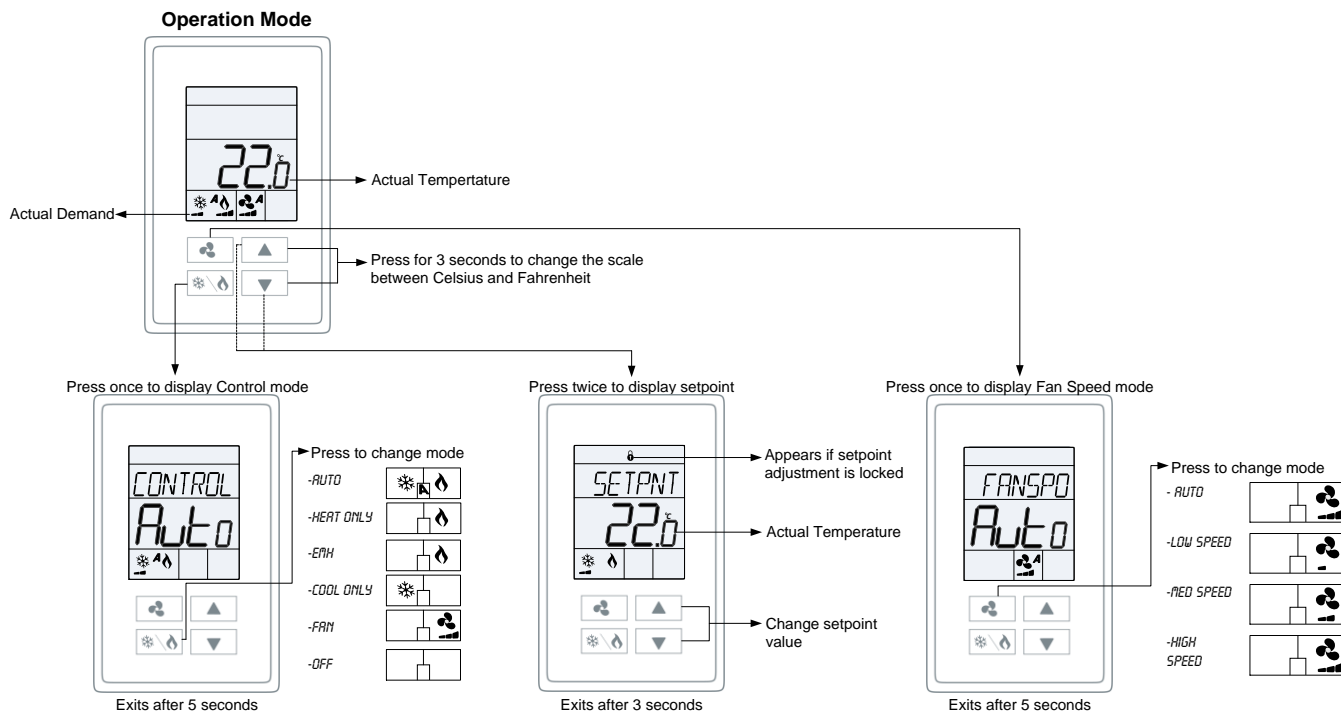 Operation Mode
22.0 °C
Actual Tempertature
A
A
Actual Demand
Press for 3 seconds to change the scale
between Celsius and Fahrenheit
Press once to display Control mode
Press twice to display setpoint
Press once to display Fan Speed mode
CONTROL
Auto
A
Press to change mode
-AUTO
A
-HEAT ONLY
-EMH
-COOL ONLY
-FAN
-OFF
Exits after 5 seconds
SETPNT
22.0 °C
Appears if setpoint
adjustment is locked
Actual Temperature
Change setpoint
value
Exits after 3 seconds
FANSPD
Auto
A
Press to change mode
- AUTO
-LOW SPEED
-MED SPEED
-HIGH
SPEED
Exits after 5 seconds